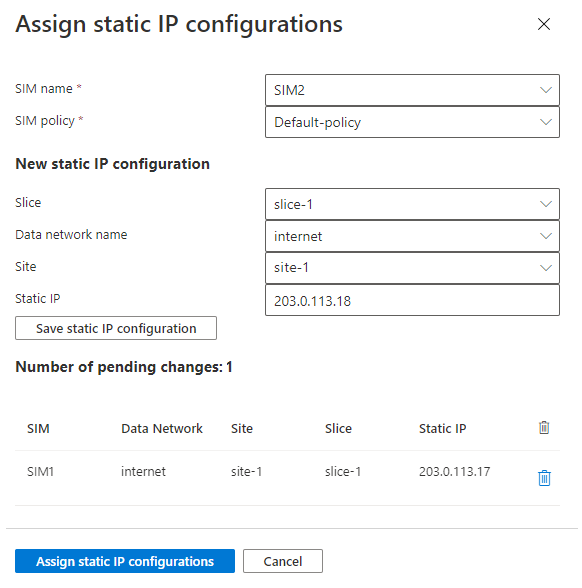 Assign static IP configurations
SIM name * SIM2
SIM policy * Default-policy
New static IP configuration
Slice slice-1
Data network name internet
Site site-1
Static IP 203.0.113.18
Save static IP configuration
Number of pending changes: 1
SIM Data Network Site Slice Static IP
SIM1 internet site-1 slice-1 203.0.113.17
Assign static IP configurations Cancel